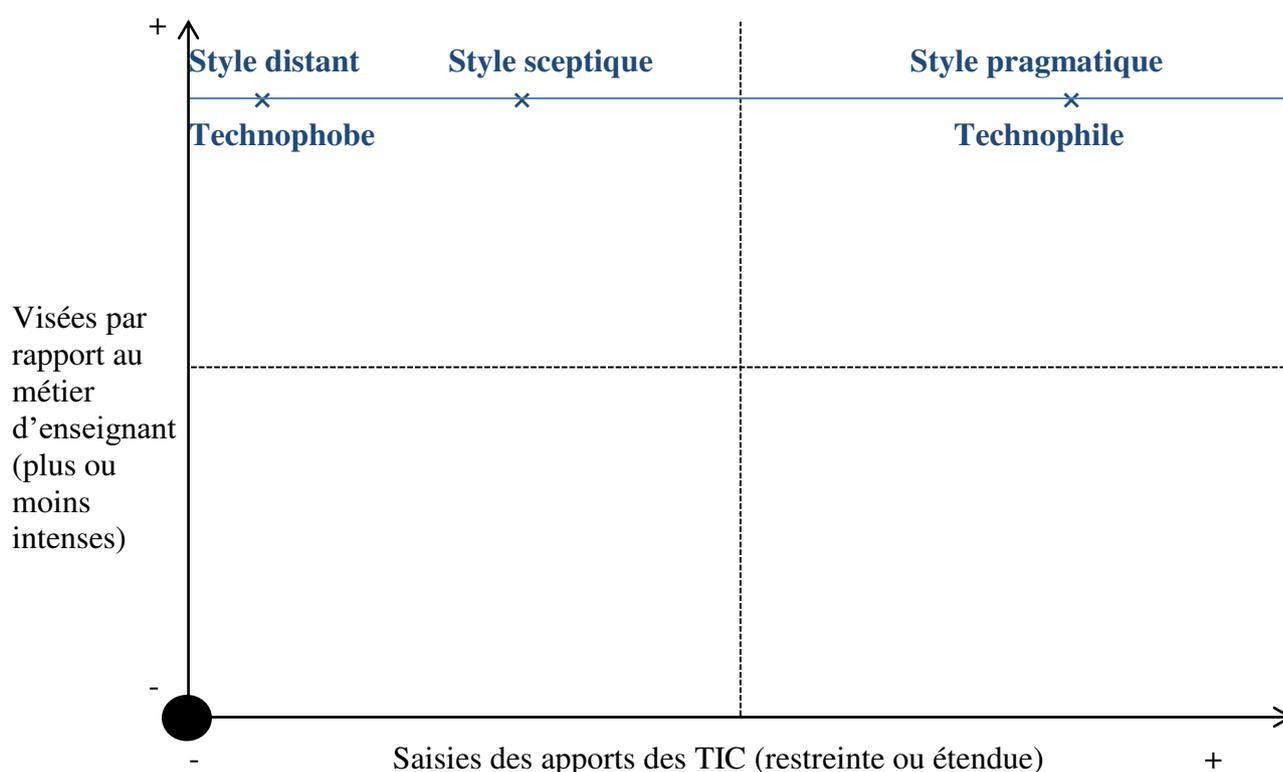 +
Style distant Style sceptique Style pragmatique
Technophobe Technophile
Visées par
rapport au
métier
d’enseignant
(plus ou
moins
intenses)
-
- Saisies des apports des TIC (restreinte ou étendue) +